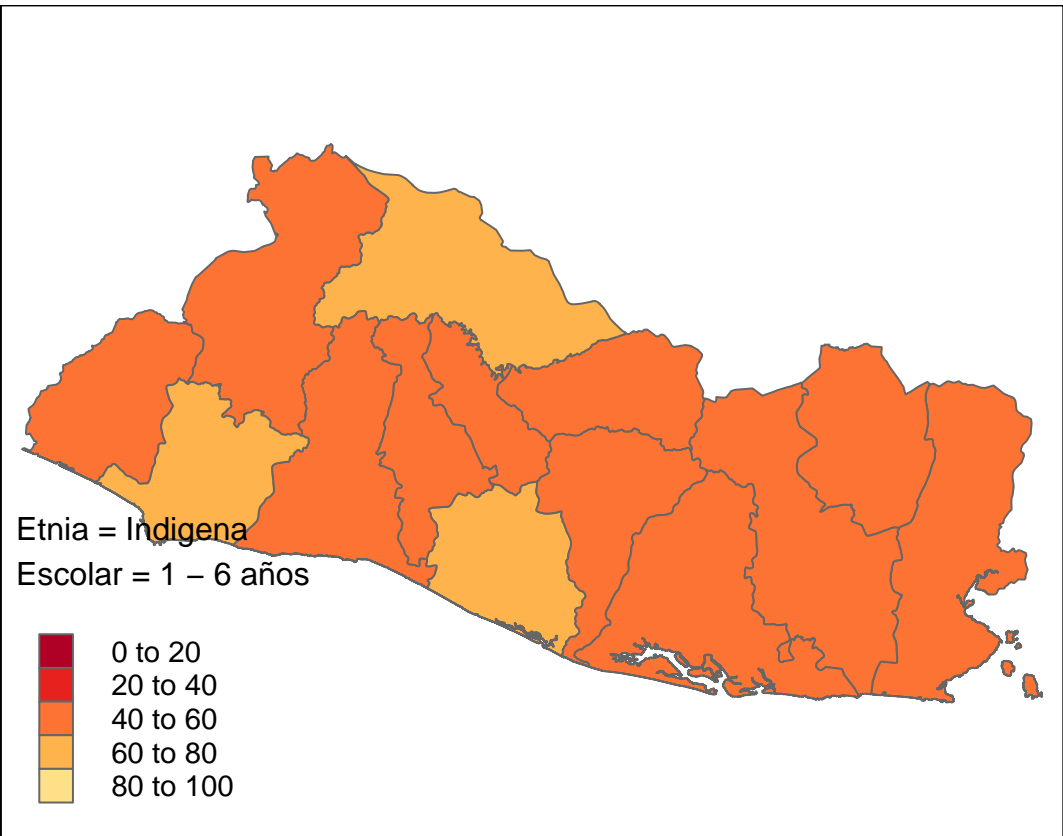 Etnia = Indigena
Escolar = 1 − 6 años
0 to 20
20 to 40
40 to 60
60 to 80
80 to 100